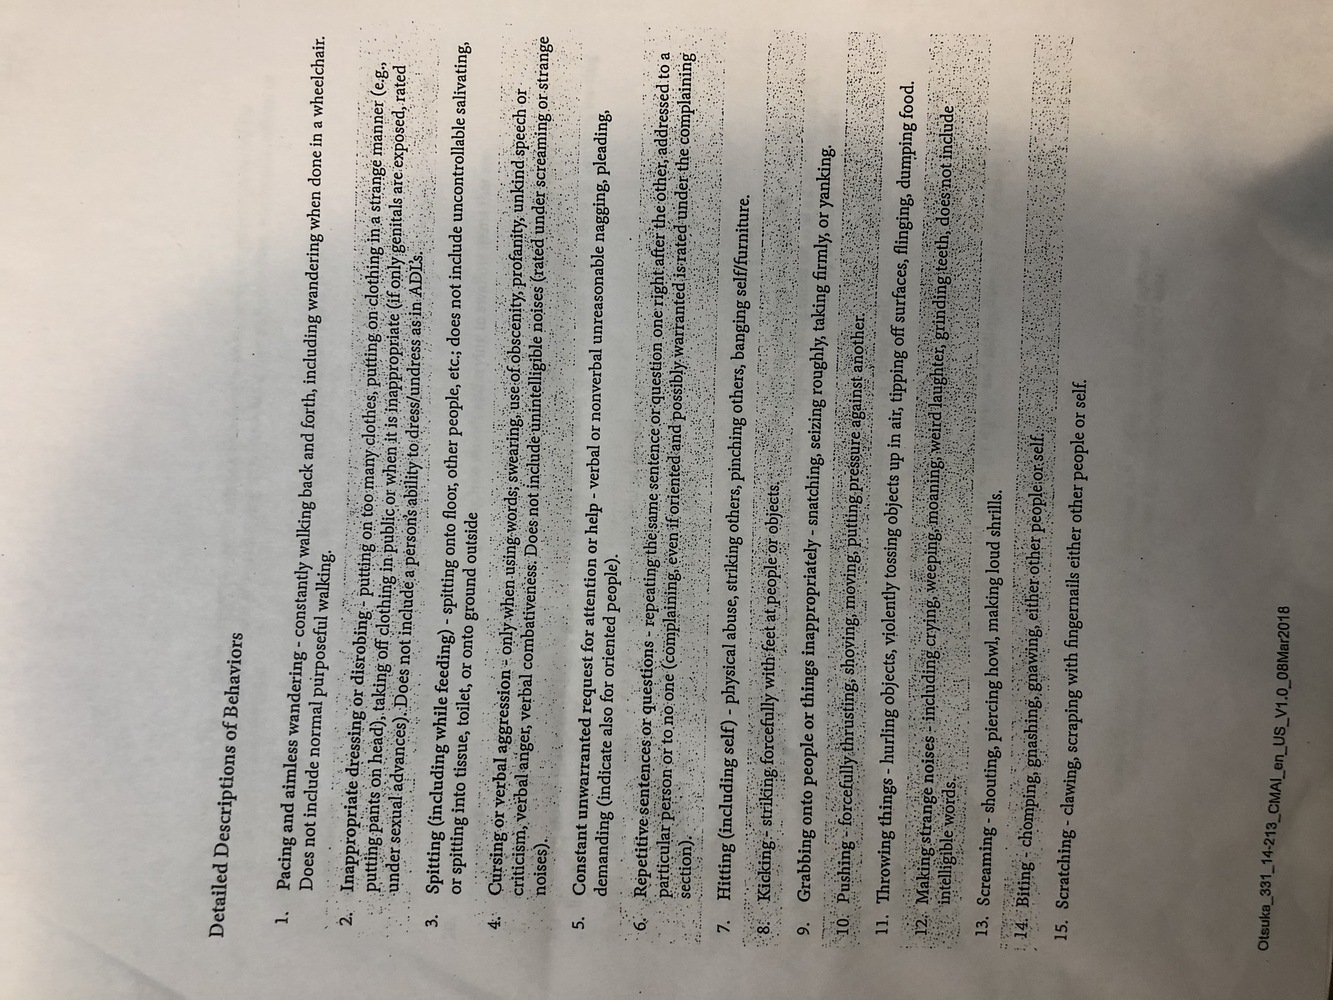 Detailed Descriptions of Behaviors
1. Pacing and aimless wandering - constantly walking back and forth, including wandering when done in a wheelchair.
Does not include normal purposeful walking.
2. Inappropriate dressing or disrobing - putting on too many clothes, putting on clothing in a strange manner (e.g.,
putting pants on head), taking off clothing in public or when it is inappropriate (if only genitals are exposed, rated
under sexual advances). Does not include a person's ability to dress/undress as in ADL's.
3. Spitting (including while feeding) - spitting onto floor, other people, etc.; does not include uncontrollable salivating,
or spitting into tissue, toilet, or onto ground outside
4. Cursing or verbal aggression - only when using words; swearing, use of obscenity, profanity, unkind speech or
criticism, verbal anger, verbal combativeness. Does not include unintelligible noises (rated under screaming or strange
noises).
5. Constant unwarranted request for attention or help - verbal or nonverbal unreasonable nagging, pleading,
demanding (indicate also for oriented people).
6. Repetitive sentences or questions - repeating the same sentence or question one right after the other, addressed to a
particular person or to no one (complaining, even if oriented and possibly warranted is rated under the complaining
section).
7. Hitting (including self) - physical abuse, striking others, pinching others, banging self/furniture.
8. Kicking - striking forcefully with feet at people or objects.
9. Grabbing onto people or things inappropriately - snatching, seizing roughly, taking firmly, or yanking.
10. Pushing - forcefully thrusting, shoving, moving, putting pressure against another.
11. Throwing things - hurling objects, violently tossing objects up in air, tipping off surfaces, flinging, dumping food.
12. Making strange noises - including crying, weeping, moaning, weird laughter, grinding teeth, does not include
intelligible words.
13. Screaming - shouting, piercing howl, making loud shrills.
14. Biting - chomping, gnashing, gnawing, either other people or self.
15. Scratching - clawing, scraping with fingernails either other people or self.
Otsuka_331_14-213_CMAI_en_US_V1.0_08Mar2018